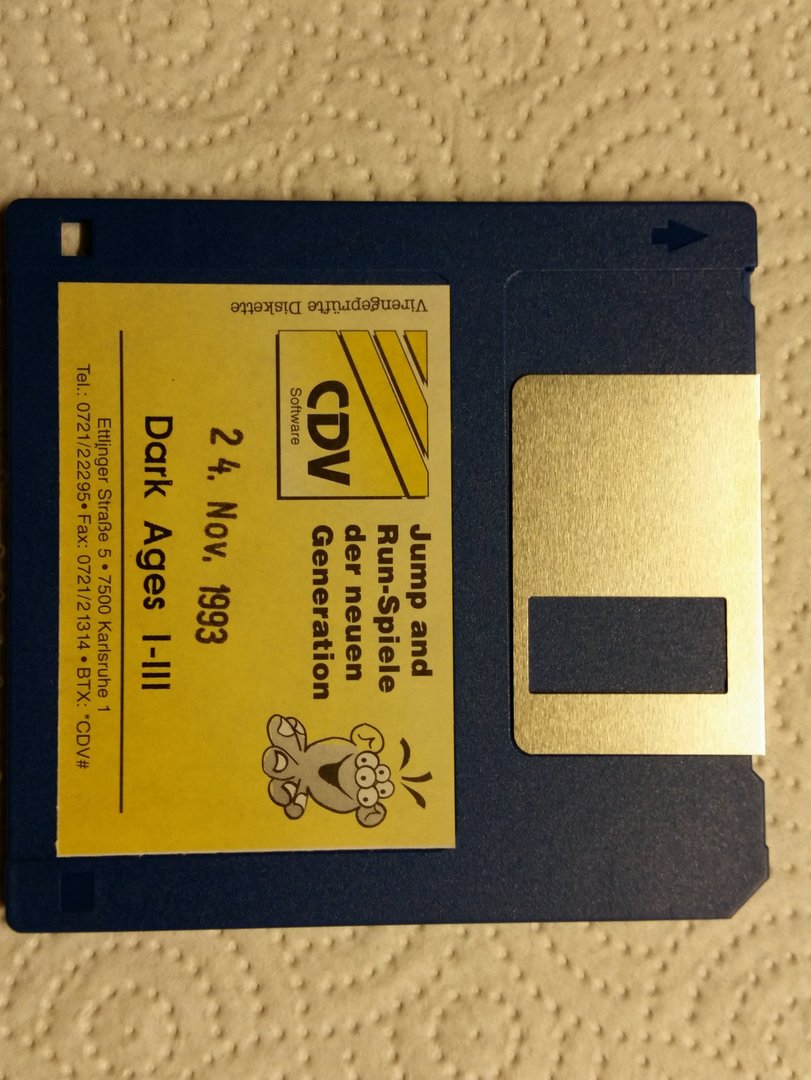 Virengeprüfte Diskette
CDV
Software
Jump and
Run-Spiele
der neuen
Generation
24. Nov. 1993
Dark Ages I-III
Ettlinger Straße 5 • 7500 Karlsruhe 1
Tel.: 0721/22295 • Fax: 0721/21314 • BTX: *CDV#